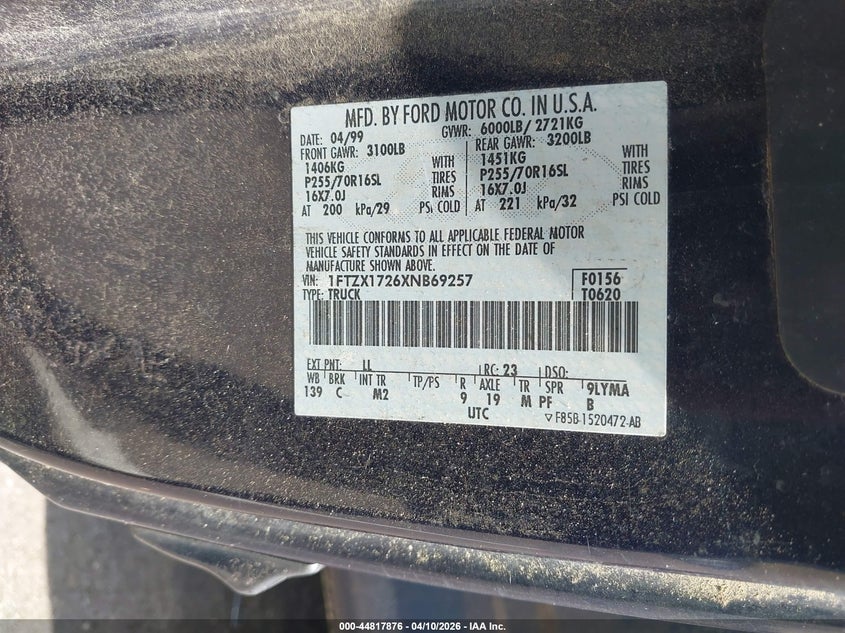 MFD. BY FORD MOTOR CO. IN U.S.A.
DATE: 04/99 GVWR: 6000LB/ 2721KG
FRONT GAWR: 3100LB REAR GAWR: 3200LB
1406KG WITH 1451KG WITH
P255/70R16SL TIRES P255/70R16SL TIRES
16X7.0J RIMS 16X7.0J RIMS
AT 200 kPa/29 PSI COLD AT 221 kPa/32 PSI COLD
THIS VEHICLE CONFORMS TO ALL APPLICABLE FEDERAL MOTOR
VEHICLE SAFETY STANDARDS IN EFFECT ON THE DATE OF
MANUFACTURE SHOWN ABOVE.
VIN: 1FTZX1726XNB69257 F0156
TYPE: TRUCK T0620
EXT PNT: LL RC: 23 DSO:
WB BRK INT TR TP/PS R AXLE TR SPR 9LYMA
139 C M2 9 19 M PF B
UTC ▽F85B-1520472-AB
000-44817876 - 04/10/2026 - IAA Inc.